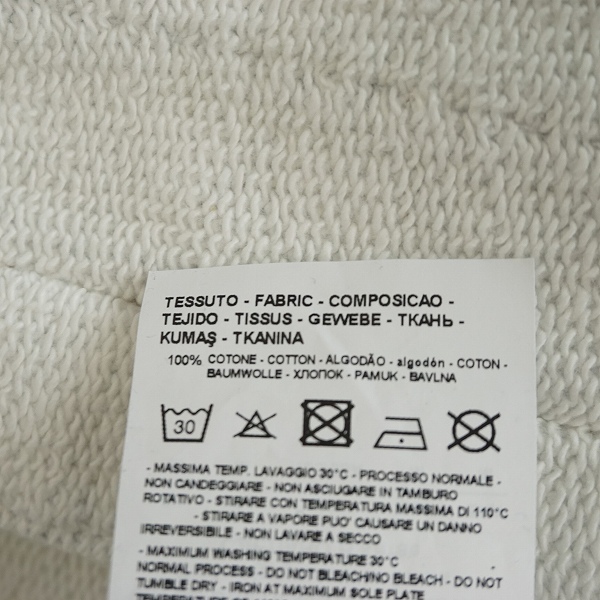 TESSUTO - FABRIC - COMPOSICAO -
TEJIDO - TISSUS - GEWEBE - ТКАНЬ -
KUMAŞ - TKANINA
100% COTONE - COTTON - ALGODÃO - algodón - COTON -
BAUMWOLLE - ХЛОПОК - PAMUK - BAVLNA
30
- MASSIMA TEMP. LAVAGGIO 30°C - PROCESSO NORMALE -
NON CANDEGGIARE - NON ASCIUGARE IN TAMBURO
ROTATIVO - STIRARE CON TEMPERATURA MASSIMA DI 110°C
- STIRARE A VAPORE PUO' CAUSARE UN DANNO
IRREVERSIBILE - NON LAVARE A SECCO
- MAXIMUM WASHING TEMPERATURE 30°C
NORMAL PROCESS - DO NOT BLEACHING BLEACH - DO NOT
TUMBLE DRY - IRON AT MAXIMUM SOLE PLATE